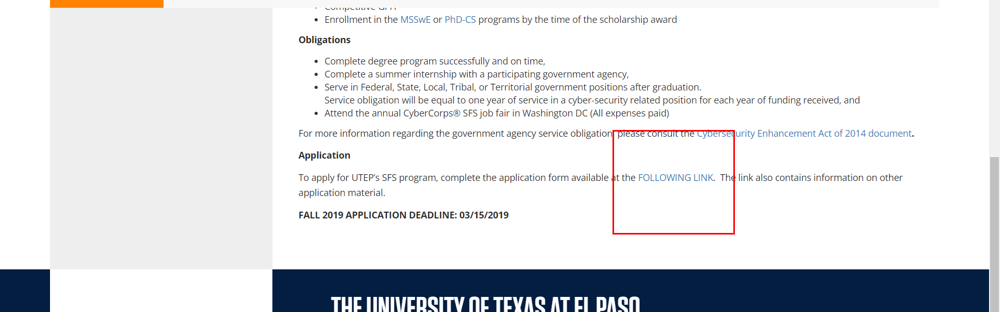 Competitive GPA
Enrollment in the MSSwE or PhD-CS programs by the time of the scholarship award
Obligations
Complete degree program successfully and on time,
Complete a summer internship with a participating government agency,
Serve in Federal, State, Local, Tribal, or Territorial government positions after graduation.
Service obligation will be equal to one year of service in a cyber-security related position for each year of funding received, and
Attend the annual CyberCorps® SFS job fair in Washington DC (All expenses paid)
For more information regarding the government agency service obligation, please consult the Cybersecurity Enhancement Act of 2014 document.
Application
To apply for UTEP’s SFS program, complete the application form available at the FOLLOWING LINK.  The link also contains information on other
application material.
FALL 2019 APPLICATION DEADLINE: 03/15/2019
THE UNIVERSITY OF TEXAS AT EL PASO